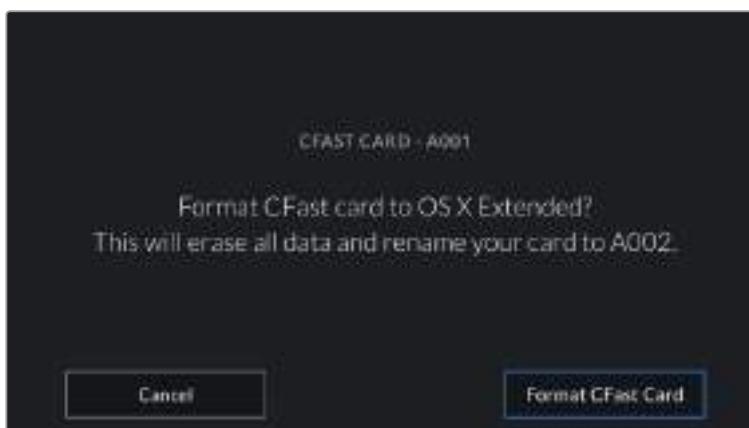 CFAST CARD - A001
Format CFast card to OS X Extended?
This will erase all data and rename your card to A002.
Cancel
Format CFast Card